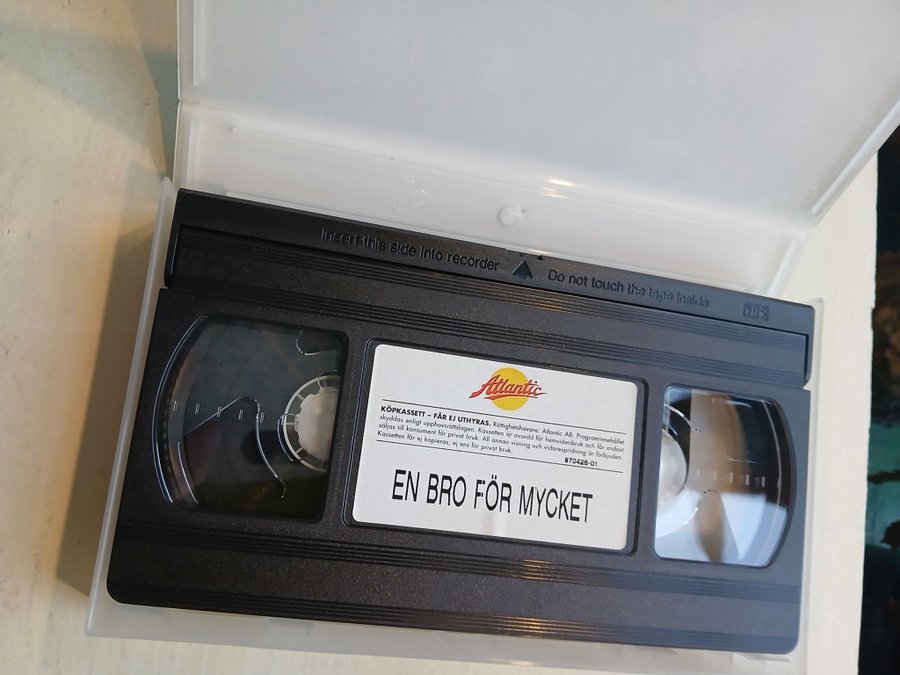 Insert this side into recorder
Do not touch the tape inside
VHS
Atlantic
KÖPKASSETT – FÅR EJ UTHYRAS. Rättighetshavare: Atlantic AB. Programinnehållet
skyddas enligt upphovsrättslagen. Kassetten är avsedd för hemvideobruk och får endast
säljas till konsument för privat bruk. All annan visning och vidarespridning är förbjuden.
Kassetten får ej kopieras, ej ens för privat bruk.
970425-01
EN BRO FÖR MYCKET